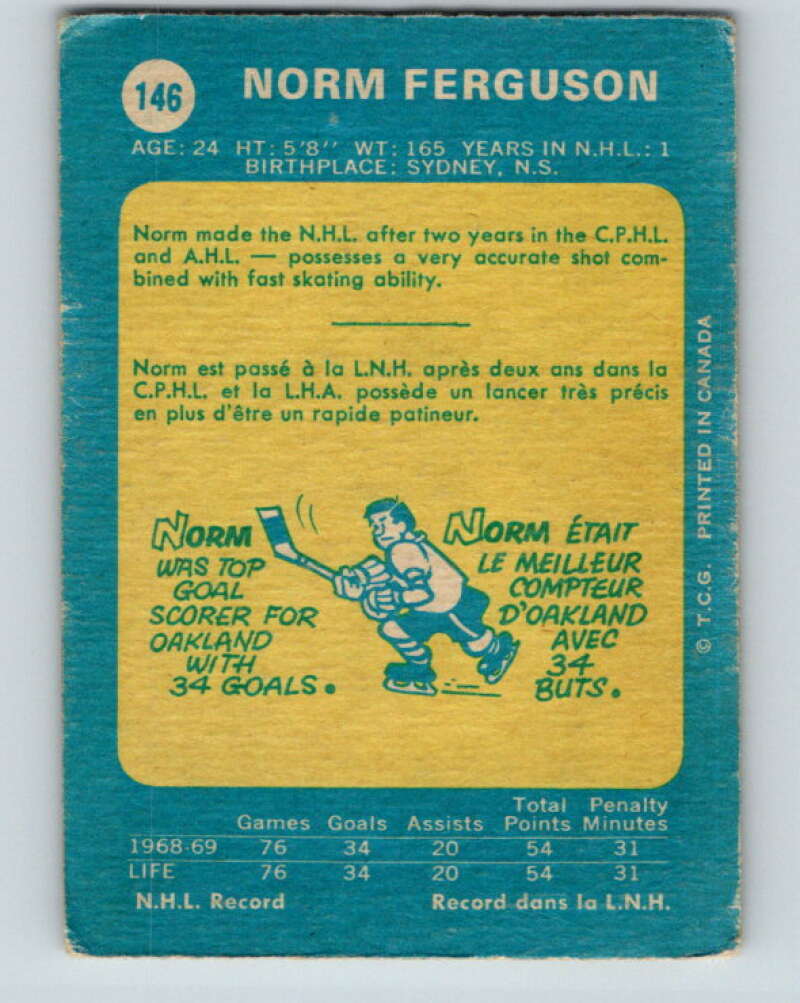 146
NORM FERGUSON
AGE: 24 HT: 5'8'' WT: 165 YEARS IN N.H.L.: 1
BIRTHPLACE: SYDNEY, N.S.
Norm made the N.H.L. after two years in the C.P.H.L.
and A.H.L. — possesses a very accurate shot com-
bined with fast skating ability.
Norm est passé à la L.N.H. après deux ans dans la
C.P.H.L. et la L.H.A. possède un lancer très précis
en plus d'être un rapide patineur.
NORM
WAS TOP
GOAL
SCORER FOR
OAKLAND
WITH
34 GOALS.
NORM ÉTAIT
LE MEILLEUR
COMPTEUR
D'OAKLAND
AVEC
34
BUTS.
© T.C.G. PRINTED IN CANADA
Games Goals Assists Total Points Penalty Minutes
1968-69 76 34 20 54 31
LIFE 76 34 20 54 31
N.H.L. Record Record dans la L.N.H.